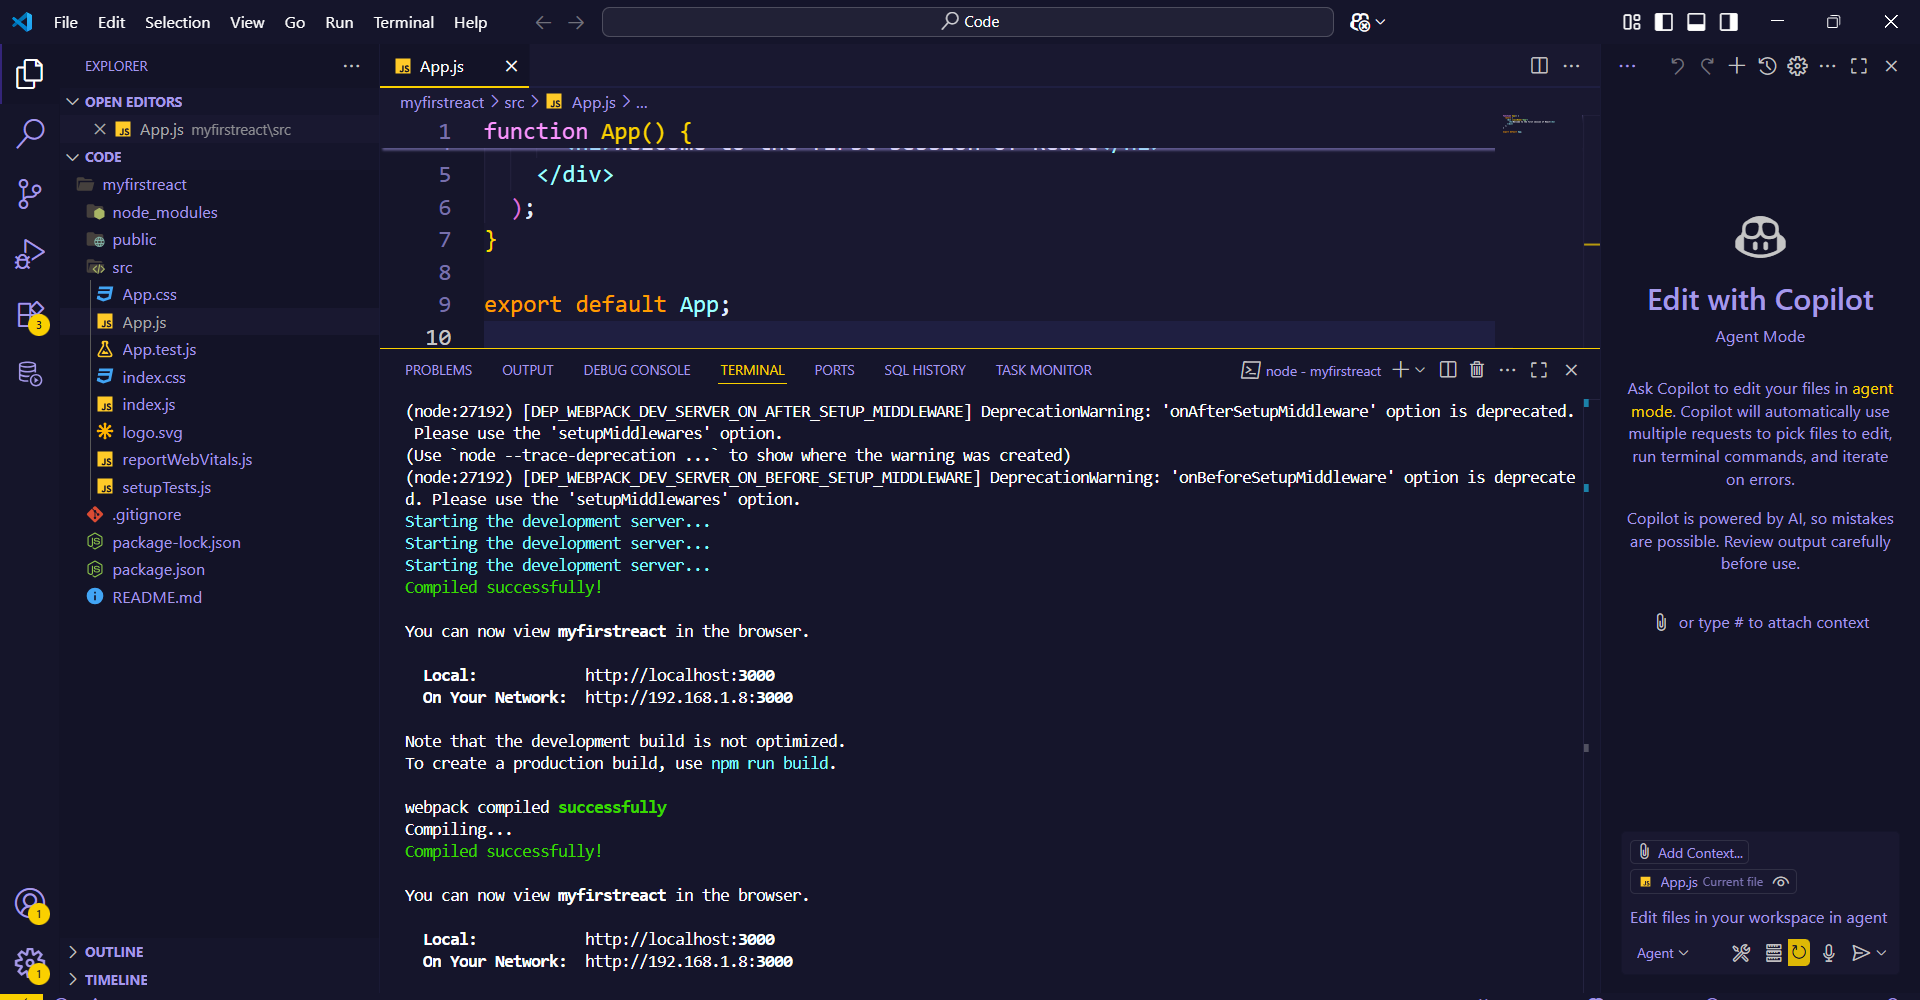 File Edit Selection View Go Run Terminal Help
Code
EXPLORER
OPEN EDITORS
App.js myfirstreact\src
CODE
myfirstreact
node_modules
public
src
App.css
App.js
App.test.js
index.css
index.js
logo.svg
reportWebVitals.js
setupTests.js
.gitignore
package-lock.json
package.json
README.md
OUTLINE
TIMELINE
3
1
1
App.js
myfirstreact > src > App.js > ...
1 function App() {
5 </div>
6 );
7 }
8
9 export default App;
10
PROBLEMS OUTPUT DEBUG CONSOLE TERMINAL PORTS SQL HISTORY TASK MONITOR
node - myfirstreact
(node:27192) [DEP_WEBPACK_DEV_SERVER_ON_AFTER_SETUP_MIDDLEWARE] DeprecationWarning: 'onAfterSetupMiddleware' option is deprecated.
Please use the 'setupMiddlewares' option.
(Use `node --trace-deprecation ...` to show where the warning was created)
(node:27192) [DEP_WEBPACK_DEV_SERVER_ON_BEFORE_SETUP_MIDDLEWARE] DeprecationWarning: 'onBeforeSetupMiddleware' option is deprecate
d. Please use the 'setupMiddlewares' option.
Starting the development server...
Starting the development server...
Starting the development server...
Compiled successfully!
You can now view myfirstreact in the browser.
Local: http://localhost:3000
On Your Network: http://192.168.1.8:3000
Note that the development build is not optimized.
To create a production build, use npm run build.
webpack compiled successfully
Compiling...
Compiled successfully!
You can now view myfirstreact in the browser.
Local: http://localhost:3000
On Your Network: http://192.168.1.8:3000
Edit with Copilot
Agent Mode
Ask Copilot to edit your files in agent
mode. Copilot will automatically use
multiple requests to pick files to edit,
run terminal commands, and iterate
on errors.
Copilot is powered by AI, so mistakes
are possible. Review output carefully
before use.
or type # to attach context
Add Context...
App.js Current file
Edit files in your workspace in agent
Agent